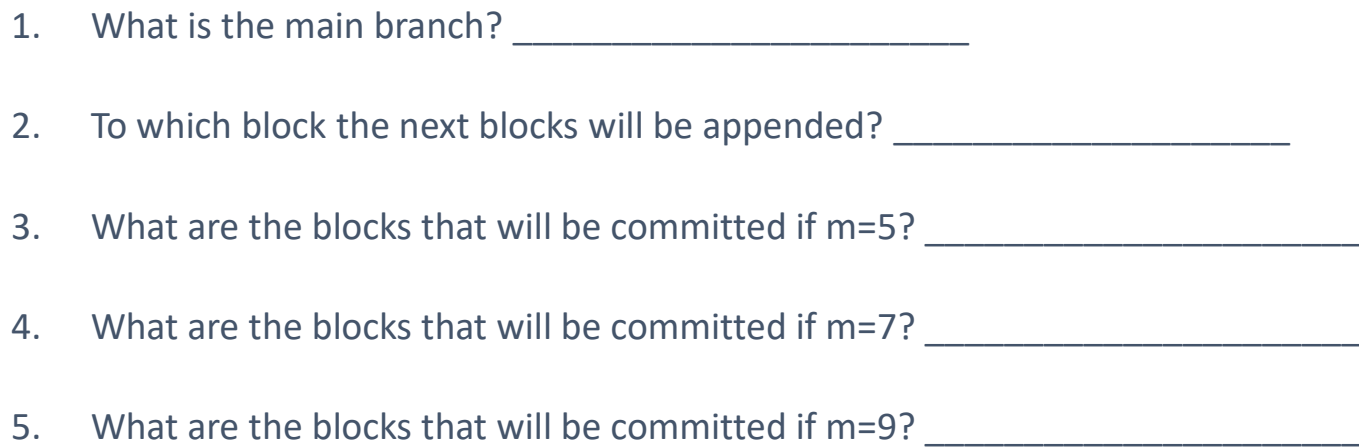 1. What is the main branch? _______________________
2. To which block the next blocks will be appended? ____________________
3. What are the blocks that will be committed if m=5? ______________________
4. What are the blocks that will be committed if m=7? ______________________
5. What are the blocks that will be committed if m=9? ______________________